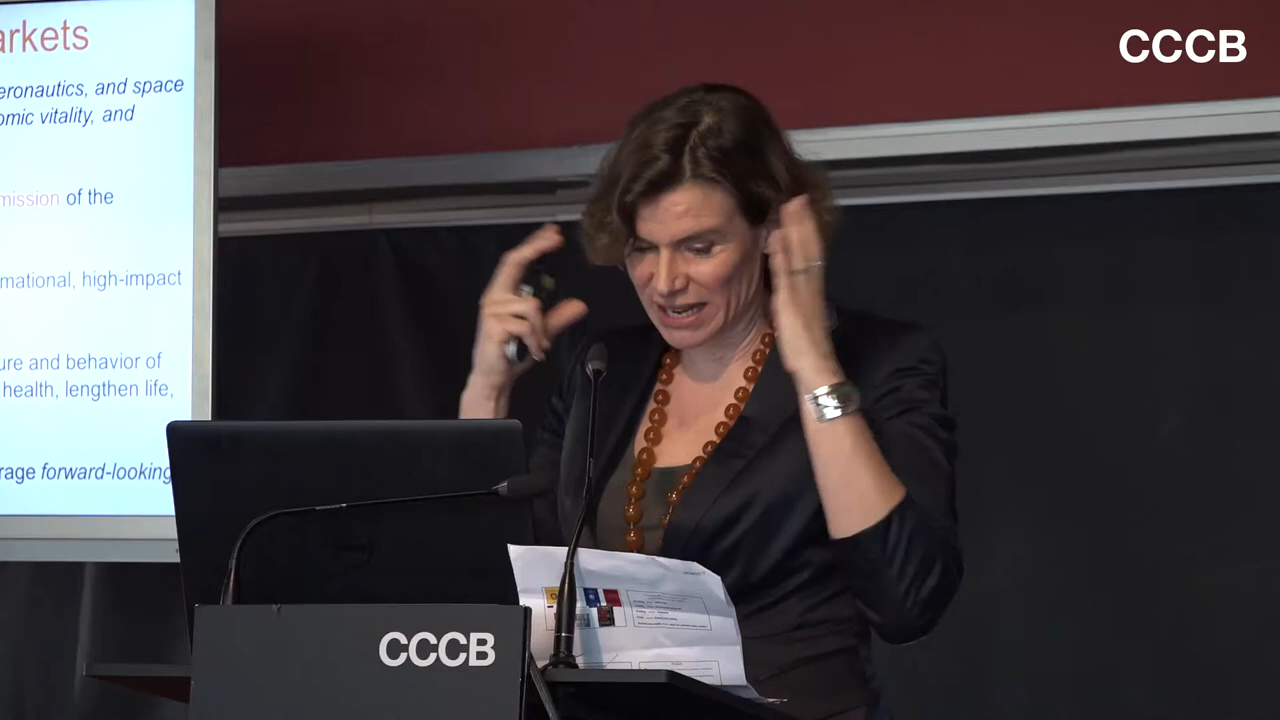 arkets
eronautics, and space
omic vitality, and
mission of the
mational, high-impact
ure and behavior of
health, lengthen life,
rage forward-looking
CCCB
CCCB